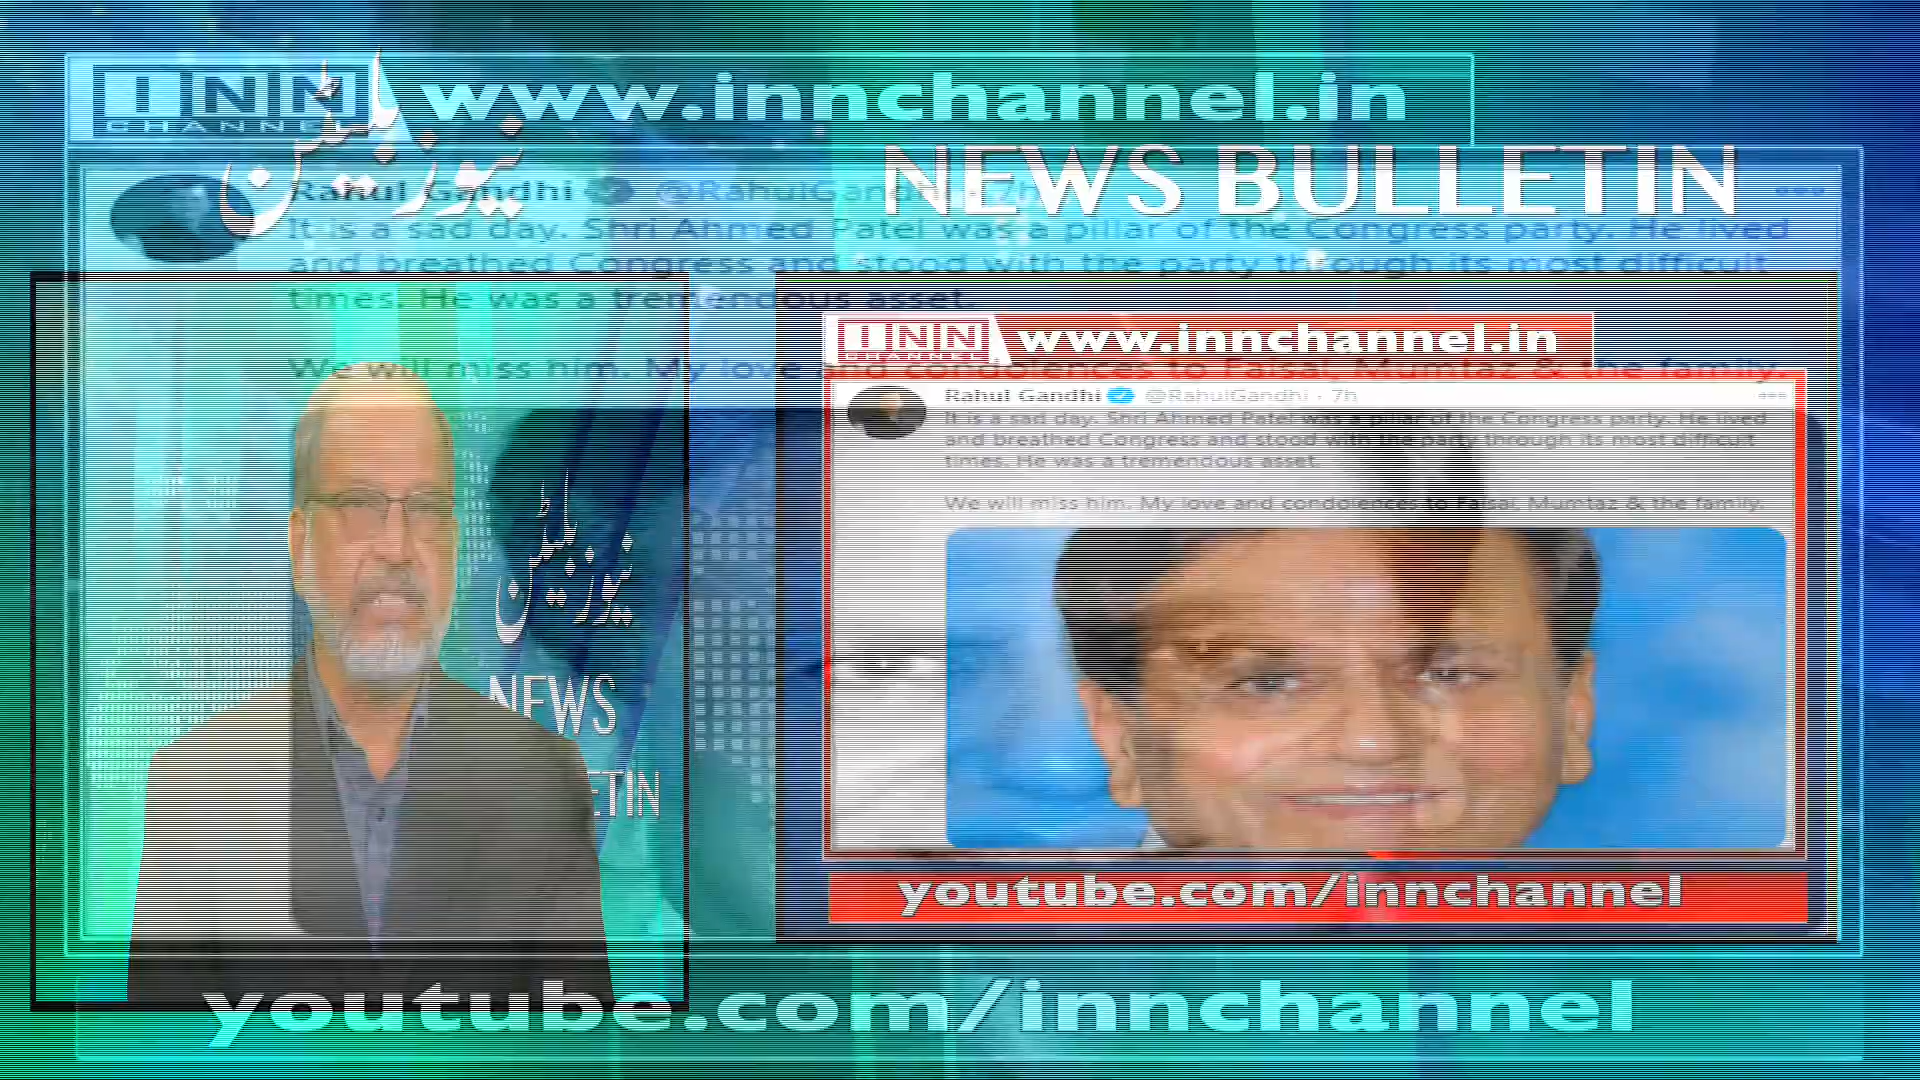 INN
CHANNEL
www.innchannel.in
نیوز بلیٹن
NEWS BULLETIN
Rahul Gandhi @RahulGandhi · 7h
It is a sad day. Shri Ahmed Patel was a pillar of the Congress party. He lived
and breathed Congress and stood with the party through its most difficult
times. He was a tremendous asset.
We will miss him. My love and condolences to Faisal, Mumtaz & the family.
نیوز بلیٹن
NEWS
ETIN
INN
CHANNEL
www.innchannel.in
Rahul Gandhi @RahulGandhi · 7h
It is a sad day. Shri Ahmed Patel was a pillar of the Congress party. He lived
and breathed Congress and stood with the party through its most difficult
times. He was a tremendous asset.
We will miss him. My love and condolences to Faisal, Mumtaz & the family.
youtube.com/innchannel
youtube.com/innchannel